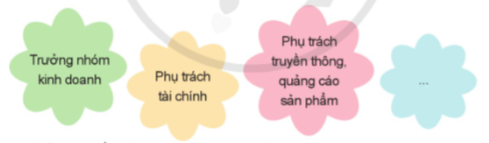 Trưởng nhóm
kinh doanh
Phụ trách
tài chính
Phụ trách
truyền thông,
quảng cáo
sản phẩm
...